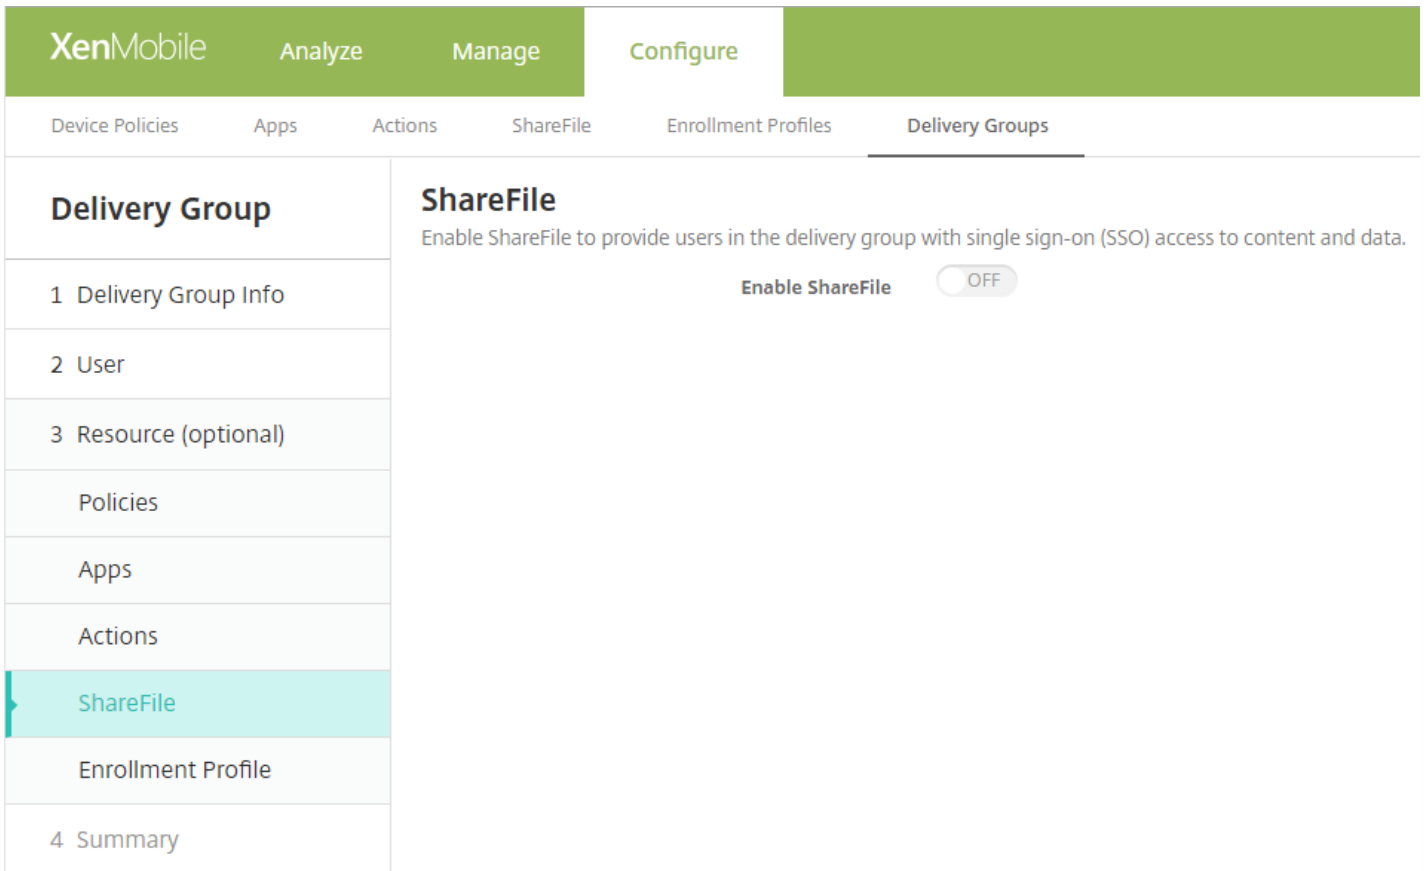 XenMobile Analyze Manage Configure
Device Policies Apps Actions ShareFile Enrollment Profiles Delivery Groups
Delivery Group
1 Delivery Group Info
2 User
3 Resource (optional)
Policies
Apps
Actions
ShareFile
Enrollment Profile
4 Summary
ShareFile
Enable ShareFile to provide users in the delivery group with single sign-on (SSO) access to content and data.
Enable ShareFile OFF